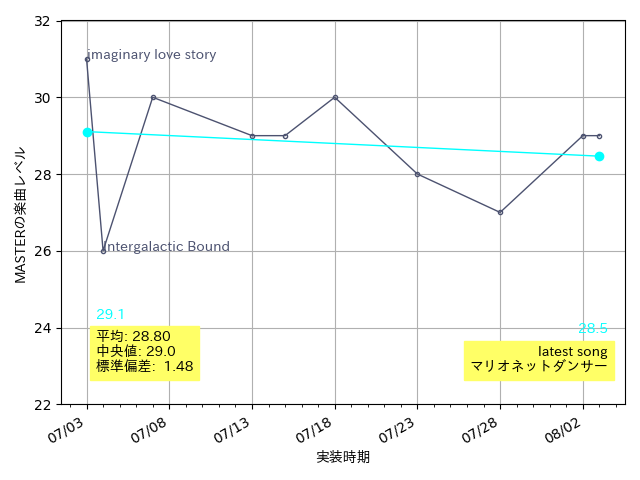 32
30
28
26
24
22
MASTERの楽曲レベル
imaginary love story
Intergalactic Bound
29.1
平均: 28.80
中央値: 29.0
標準偏差: 1.48
28.5
latest song
マリオネットダンサー
07/03
07/08
07/13
07/18
07/23
07/28
08/02
実装時期